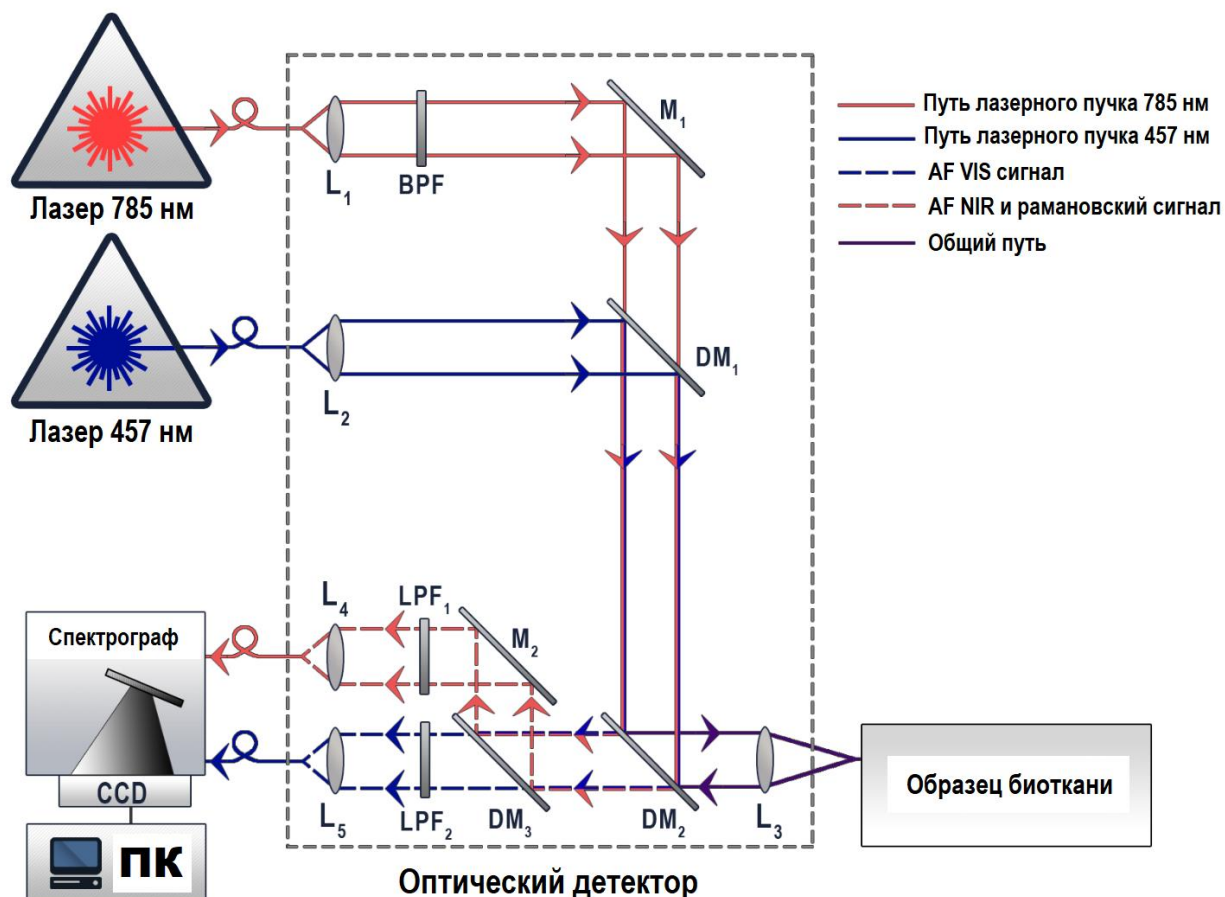 M₁
L₁
BPF
Лазер 785 нм
Путь лазерного пучка 785 нм
Путь лазерного пучка 457 нм
AF VIS сигнал
AF NIR и рамановский сигнал
Общий путь
DM₁
L₂
Лазер 457 нм
L₄
LPF₁
M₂
Спектрограф
CCD
L₅
LPF₂
DM₃
DM₂
L₃
Образец биоткани
ПК
Оптический детектор